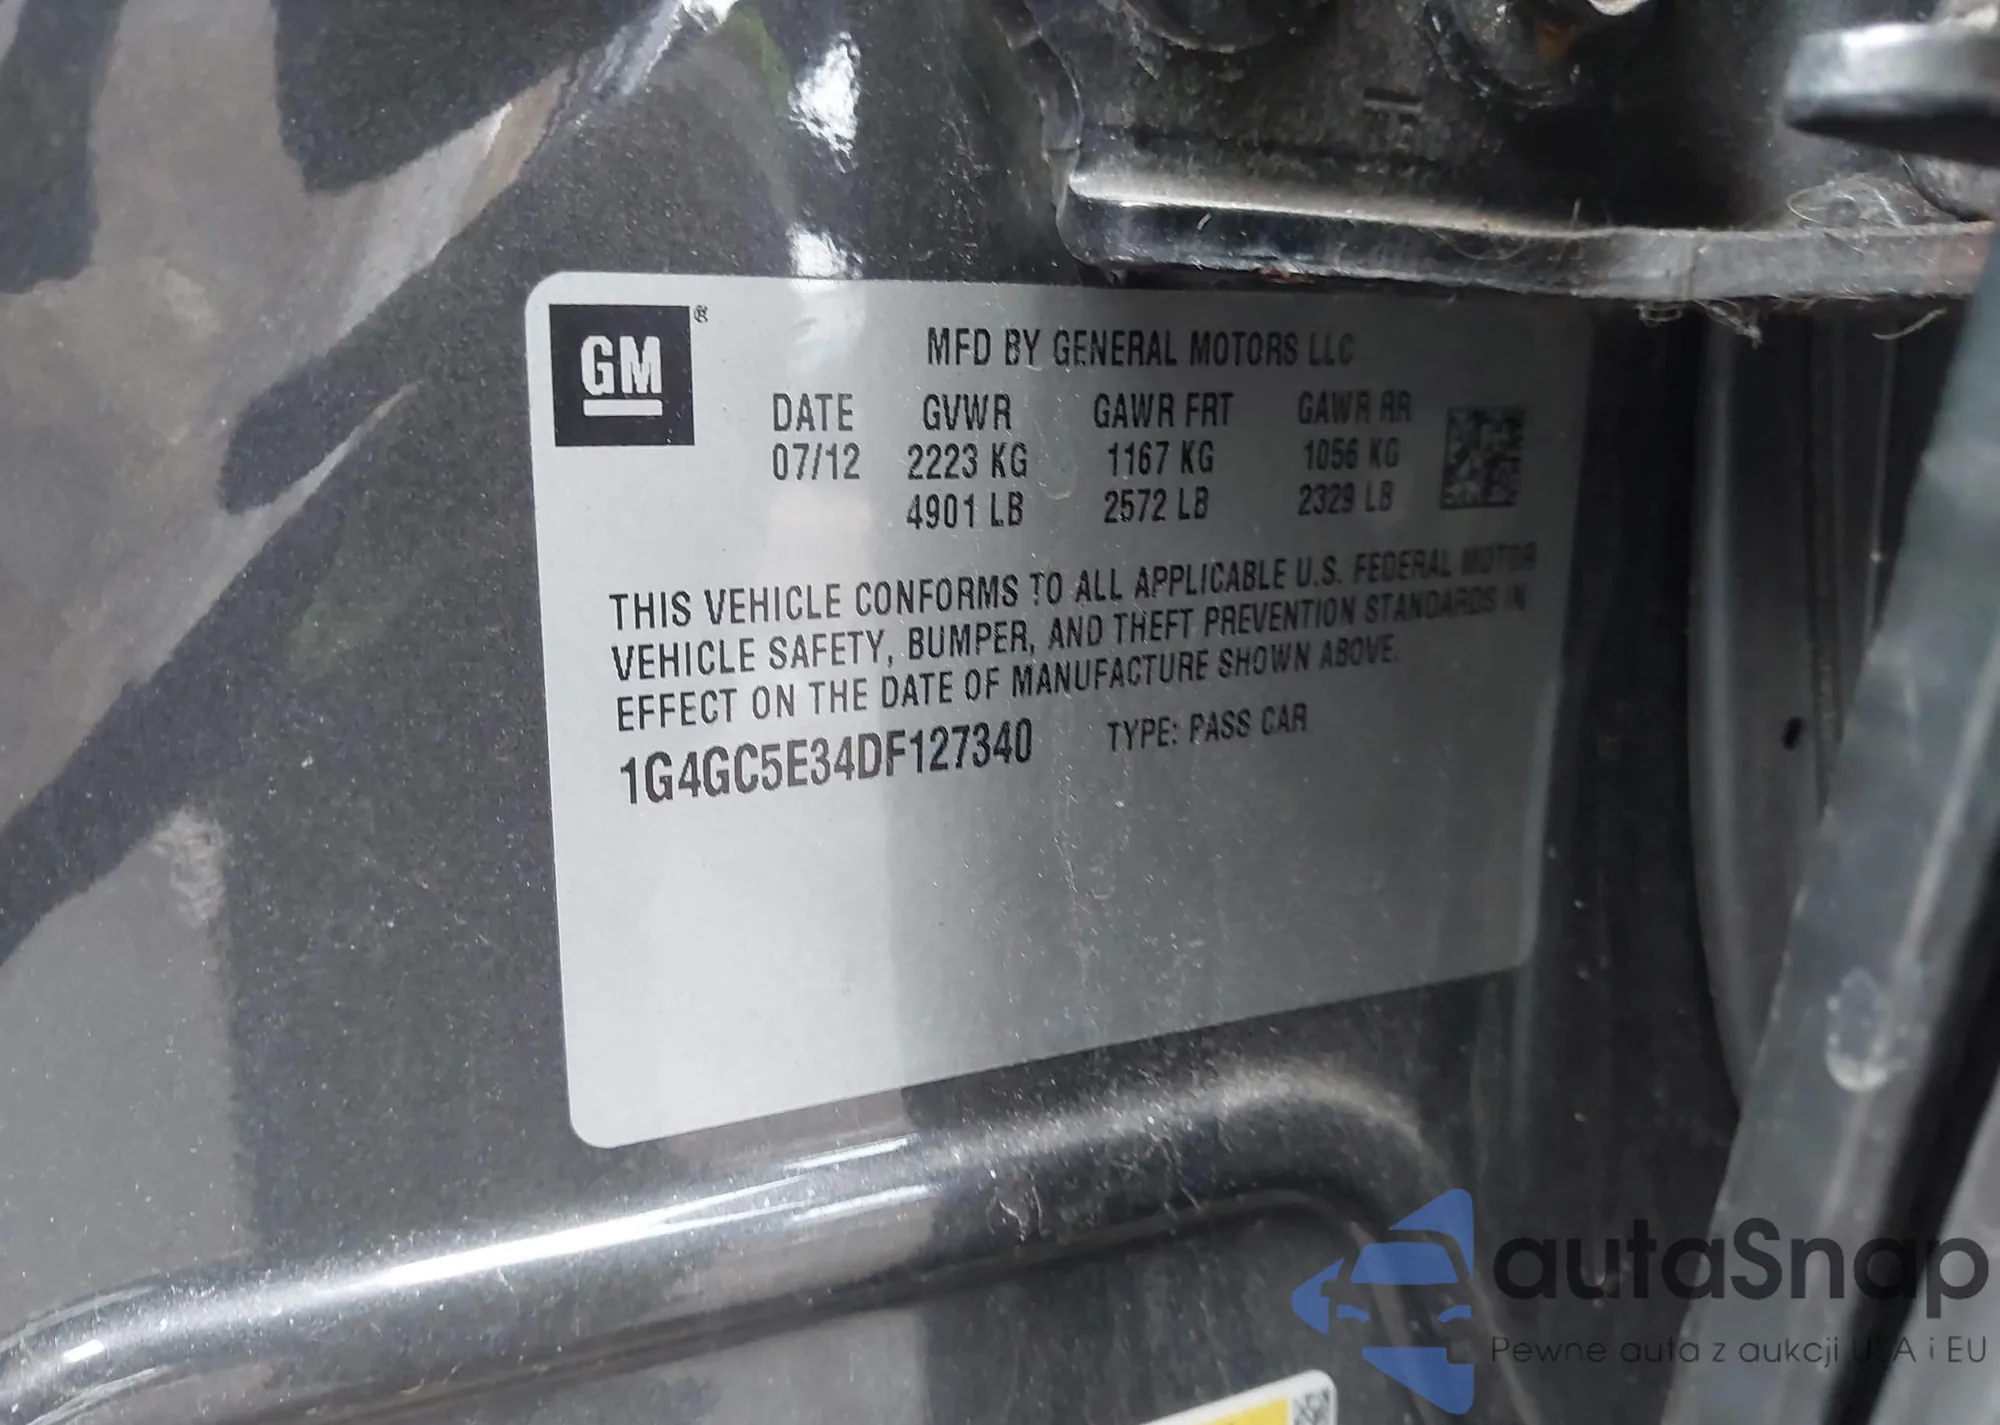 GM ®
MFD BY GENERAL MOTORS LLC
DATE GVWR GAWR FRT GAWR RR
07/12 2223 KG 1167 KG 1056 KG
4901 LB 2572 LB 2329 LB
THIS VEHICLE CONFORMS TO ALL APPLICABLE U.S. FEDERAL MOTOR
VEHICLE SAFETY, BUMPER, AND THEFT PREVENTION STANDARDS IN
EFFECT ON THE DATE OF MANUFACTURE SHOWN ABOVE.
1G4GC5E34DF127340 TYPE: PASS CAR
autaSnap
Pewne auta z aukcji USA i EU